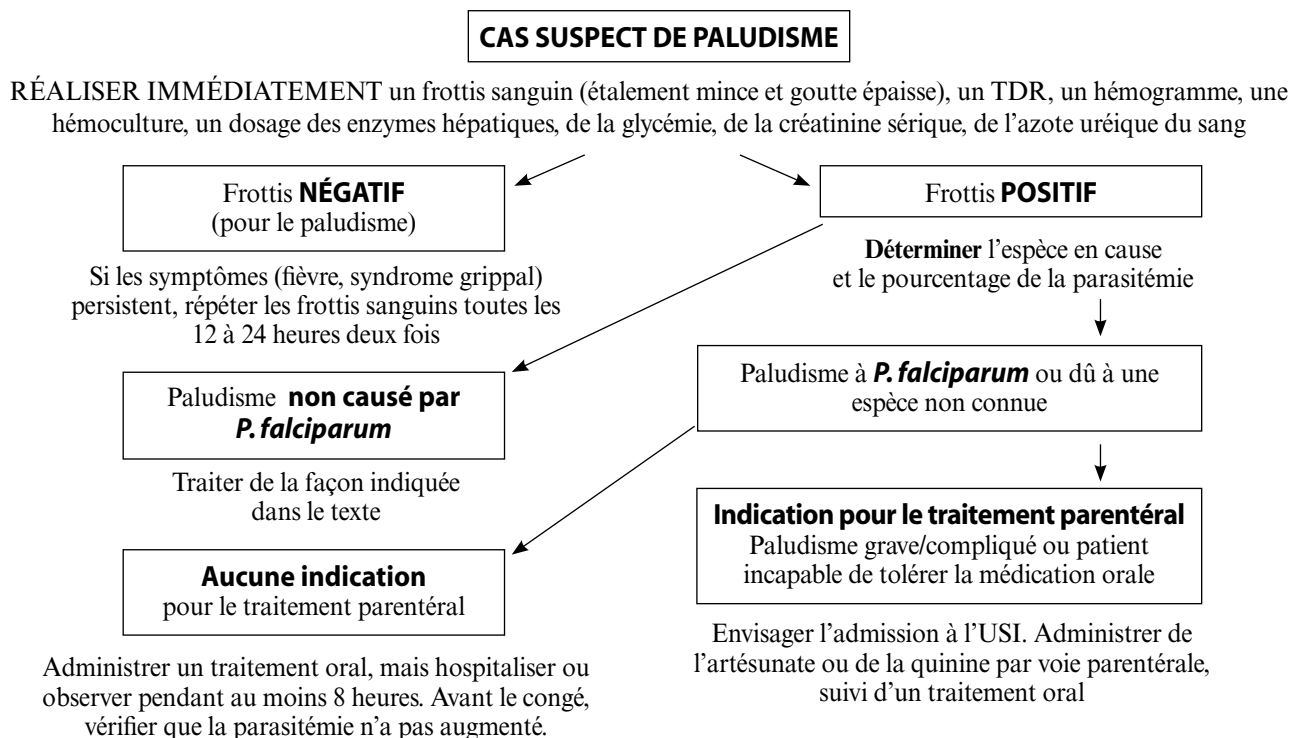 CAS SUSPECT DE PALUDISME
RÉALISER IMMÉDIATEMENT un frottis sanguin (étalement mince et goutte épaisse), un TDR, un hémogramme, une
hémoculture, un dosage des enzymes hépatiques, de la glycémie, de la créatinine sérique, de l’azote uréique du sang
Frottis NÉGATIF
(pour le paludisme)
Si les symptômes (fièvre, syndrome grippal)
persistent, répéter les frottis sanguins toutes les
12 à 24 heures deux fois
Frottis POSITIF
Déterminer l’espèce en cause
et le pourcentage de la parasitémie
Paludisme non causé par
P. falciparum
Traiter de la façon indiquée
dans le texte
Paludisme à P. falciparum ou dû à une
espèce non connue
Aucune indication
pour le traitement parentéral
Administrer un traitement oral, mais hospitaliser ou
observer pendant au moins 8 heures. Avant le congé,
vérifier que la parasitémie n’a pas augmenté.
Indication pour le traitement parentéral
Paludisme grave/compliqué ou patient
incapable de tolérer la médication orale
Envisager l’admission à l’USI. Administrer de
l’artésunate ou de la quinine par voie parentérale,
suivi d’un traitement oral